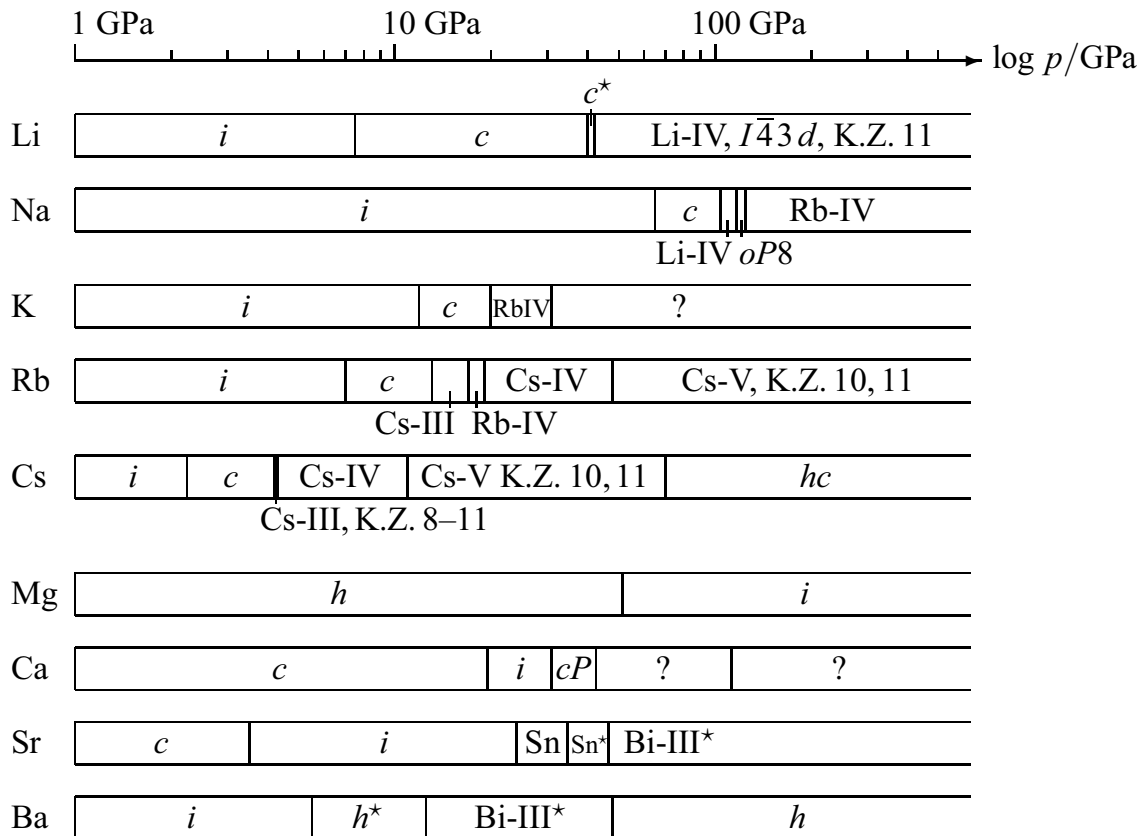 1 GPa 10 GPa 100 GPa
log p/GPa
c⋆
Li i c Li-IV, I4̅3d, K.Z. 11
Na i c Rb-IV
Li-IV oP8
K i c RbIV ?
Rb i c Cs-IV Cs-V, K.Z. 10, 11
Cs-III Rb-IV
Cs i c Cs-IV Cs-V K.Z. 10, 11 hc
Cs-III, K.Z. 8–11
Mg h i
Ca c i cP ? ?
Sr c i Sn Sn⋆ Bi-III⋆
Ba i h⋆ Bi-III⋆ h